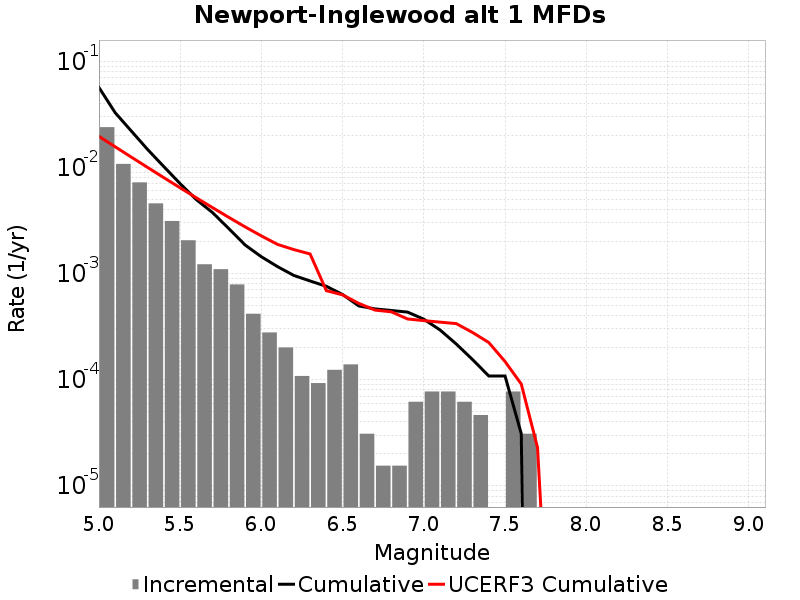 Newport-Inglewood alt 1 MFDs
10^-1
10^-2
10^-3
10^-4
10^-5
Rate (1/yr)
5.0 5.5 6.0 6.5 7.0 7.5 8.0 8.5 9.0
Magnitude
Incremental Cumulative UCERF3 Cumulative